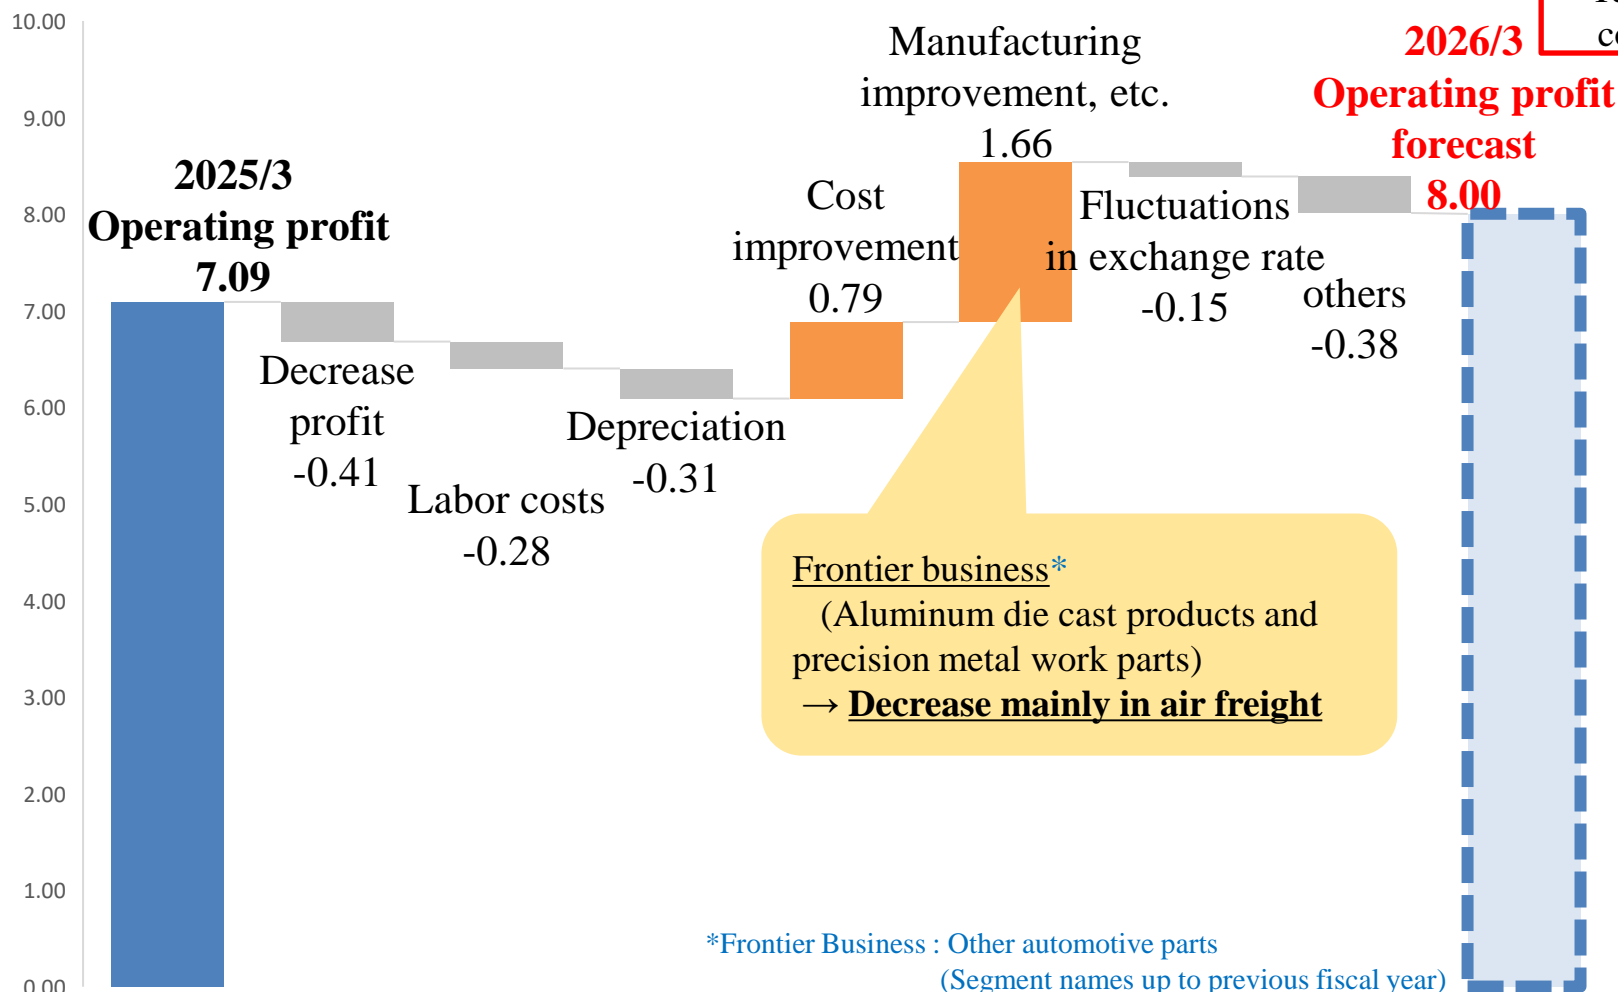 10.00
9.00
8.00
7.00
6.00
5.00
4.00
3.00
2.00
1.00
0.00
2025/3
Operating profit
7.09
Decrease
profit
-0.41
Labor costs
-0.28
Depreciation
-0.31
Cost
improvement
0.79
Manufacturing
improvement, etc.
1.66
Fluctuations
in exchange rate
-0.15
others
-0.38
2026/3
Operating profit
forecast
8.00
Frontier business*
(Aluminum die cast products and
precision metal work parts)
→ Decrease mainly in air freight
*Frontier Business : Other automotive parts
(Segment names up to previous fiscal year)